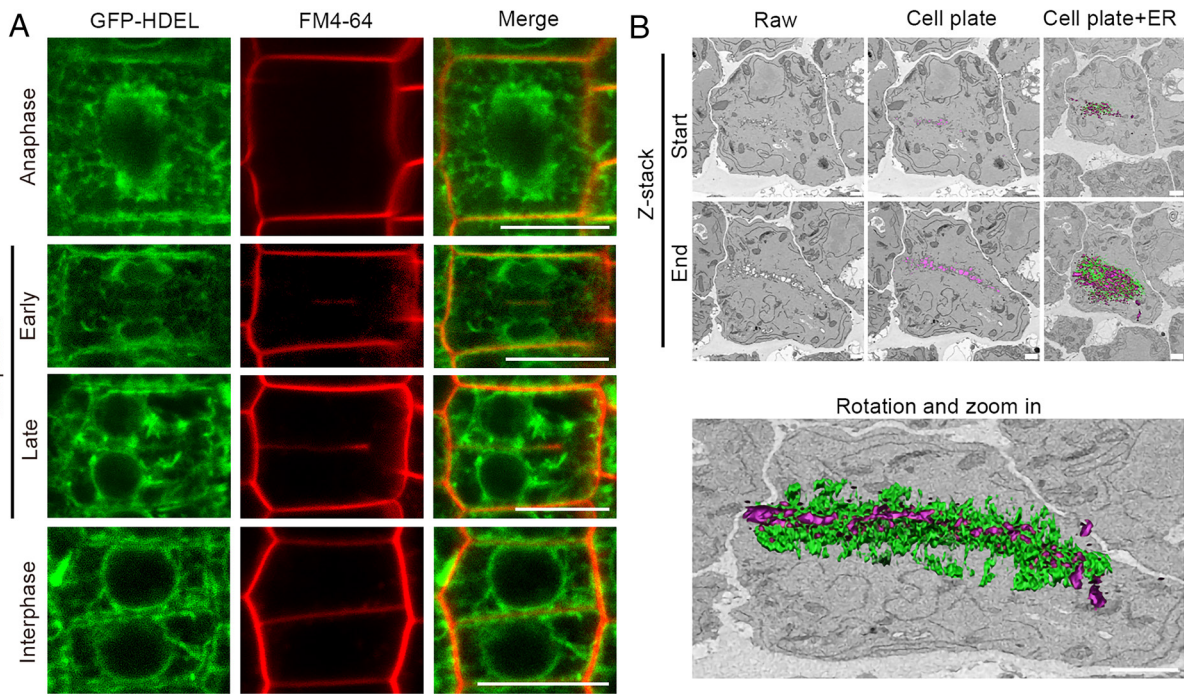 A
GFP-HDEL
FM4-64
Merge
Anaphase
Early
Late
Interphase
B
Raw
Cell plate
Cell plate+ER
Z-stack
Start
End
Rotation and zoom in